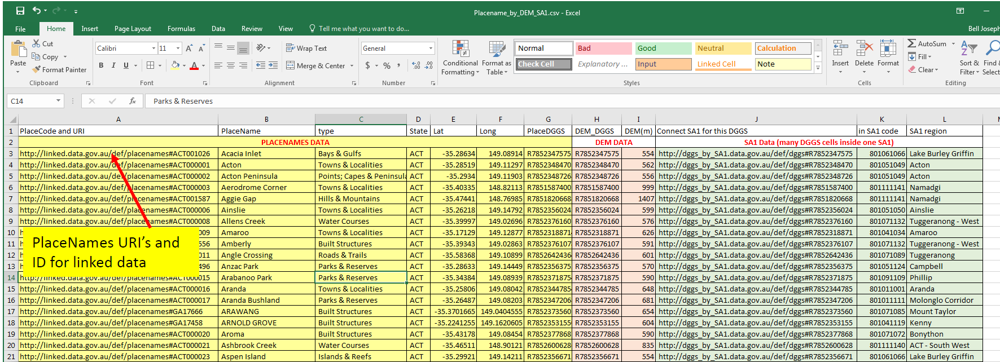 Placename_by_DEM_SA1.csv - Excel
File Home Insert Page Layout Formulas Data Review View Tell me what you want to do... Bell Joseph
Cut
Copy
Format Painter
Paste
Clipboard
Calibri 11
B I U
Font
Wrap Text
Merge & Center
Alignment
General
$ % ,
Number
Conditional Formatting
Format as Table
Normal Bad Good Neutral Calculation
Check Cell Explanatory ... Input Linked Cell Note
Styles
Insert Delete Format
Cells
AutoSum
Fill
Clear
Sort & Filter
Find & Select
Editing
C14 fx Parks & Reserves
A B C D E F G H I J K L
1 PlaceCode and URI PlaceName type State Lat Long PlaceDGGS DEM_DGGS DEM(m) Connect SA1 for this DGGS in SA1 code SA1 region
2 PLACENAMES DATA DEM DATA SA1 Data (many DGGS cells inside one SA1)
3 http://linked.data.gov.au/def/placenames#ACT001026 Acacia Inlet Bays & Gulfs ACT -35.28634 149.08914 R7852347575 R7852347575 554 http://dggs_by_SA1.data.gov.au/def/dggs#R7852347575 801061066 Lake Burley Griffin
4 http://linked.data.gov.au/def/placenames#ACT000001 Acton Towns & Localities ACT -35.28519 149.11297 R7852348470 R7852348470 562 http://dggs_by_SA1.data.gov.au/def/dggs#R7852348470 801051049 Acton
5 http://linked.data.gov.au/def/placenames#ACT000002 Acton Peninsula Points; Capes & Peninsula ACT -35.2934 149.11903 R7852348726 R7852348726 556 http://dggs_by_SA1.data.gov.au/def/dggs#R7852348726 801051049 Acton
6 http://linked.data.gov.au/def/placenames#ACT000003 Aerodrome Corner Towns & Localities ACT -35.40335 148.82113 R7851587400 R7851587400 999 http://dggs_by_SA1.data.gov.au/def/dggs#R7851587400 801111141 Namadgi
7 http://linked.data.gov.au/def/placenames#ACT001587 Aggie Gap Hills & Mountains ACT -35.47441 148.76985 R7851820668 R7851820668 1407 http://dggs_by_SA1.data.gov.au/def/dggs#R7851820668 801111141 Namadgi
8 http://linked.data.gov.au/def/placenames#ACT000006 Ainslie Towns & Localities ACT -35.26218 149.14792 R7852356024 R7852356024 599 http://dggs_by_SA1.data.gov.au/def/dggs#R7852356024 801051050 Ainslie
9 http://linked.data.gov.au/def/placenames#ACT000008 Allens Creek Water Courses ACT -35.39997 149.02696 R7852376160 R7852376160 576 http://dggs_by_SA1.data.gov.au/def/dggs#R7852376160 801071132 Tuggeranong - West
10 h 009 Amaroo Towns & Localities ACT -35.17129 149.12877 R7852318871 R7852318871 626 http://dggs_by_SA1.data.gov.au/def/dggs#R7852318871 801041034 Amaroo
11 h 556 Amberly Built Structures ACT -35.39343 149.02863 R7852376107 R7852376107 591 http://dggs_by_SA1.data.gov.au/def/dggs#R7852376107 801071132 Tuggeranong - West
12 h 011 Angle Crossing Roads & Trails ACT -35.58368 149.10899 R7852642436 R7852642436 601 http://dggs_by_SA1.data.gov.au/def/dggs#R7852642436 801071089 Tuggeranong
13 h 496 Anzac Park Parks & Reserves ACT -35.28633 149.14449 R7852356375 R7852356375 570 http://dggs_by_SA1.data.gov.au/def/dggs#R7852356375 801051124 Campbell
14 http://linked.data.gov.au/def/placenames#ACT000015 Arabanoo Park Parks & Reserves ACT -35.34384 149.08939 R7852371875 R7852371875 590 http://dggs_by_SA1.data.gov.au/def/dggs#R7852371875 801091109 Phillip
15 http://linked.data.gov.au/def/placenames#ACT000016 Aranda Towns & Localities ACT -35.25806 149.08042 R7852344785 R7852344785 648 http://dggs_by_SA1.data.gov.au/def/dggs#R7852344785 801011001 Aranda
16 http://linked.data.gov.au/def/placenames#ACT000017 Aranda Bushland Parks & Reserves ACT -35.26487 149.08203 R7852347206 R7852347206 681 http://dggs_by_SA1.data.gov.au/def/dggs#R7852347206 801011111 Molonglo Corridor
17 http://linked.data.gov.au/def/placenames#GA17666 ARAWANG Built Structures ACT -35.3701665 149.0404555 R7852373560 R7852373560 654 http://dggs_by_SA1.data.gov.au/def/dggs#R7852373560 801071085 Mount Taylor
18 http://linked.data.gov.au/def/placenames#GA17458 ARNOLD GROVE Built Structures ACT -35.2241255 149.1620605 R7852353155 R7852353155 604 http://dggs_by_SA1.data.gov.au/def/dggs#R7852353155 801041119 Kenny
19 http://linked.data.gov.au/def/placenames#ACT000020 Aroma Built Structures ACT -35.43178 149.08454 R7852377868 R7852377868 590 http://dggs_by_SA1.data.gov.au/def/dggs#R7852377868 801071072 Bonython
20 http://linked.data.gov.au/def/placenames#ACT000021 Ashbrook Creek Water Courses ACT -35.46511 148.90121 R7852600628 R7852600628 835 http://dggs_by_SA1.data.gov.au/def/dggs#R7852600628 801111140 ACT - South West
21 http://linked.data.gov.au/def/placenames#ACT000023 Aspen Island Islands & Reefs ACT -35.29921 149.14211 R7852356671 R7852356671 554 http://dggs_by_SA1.data.gov.au/def/dggs#R7852356671 801061066 Lake Burley Griffin
PlaceNames URI's and
ID for linked data